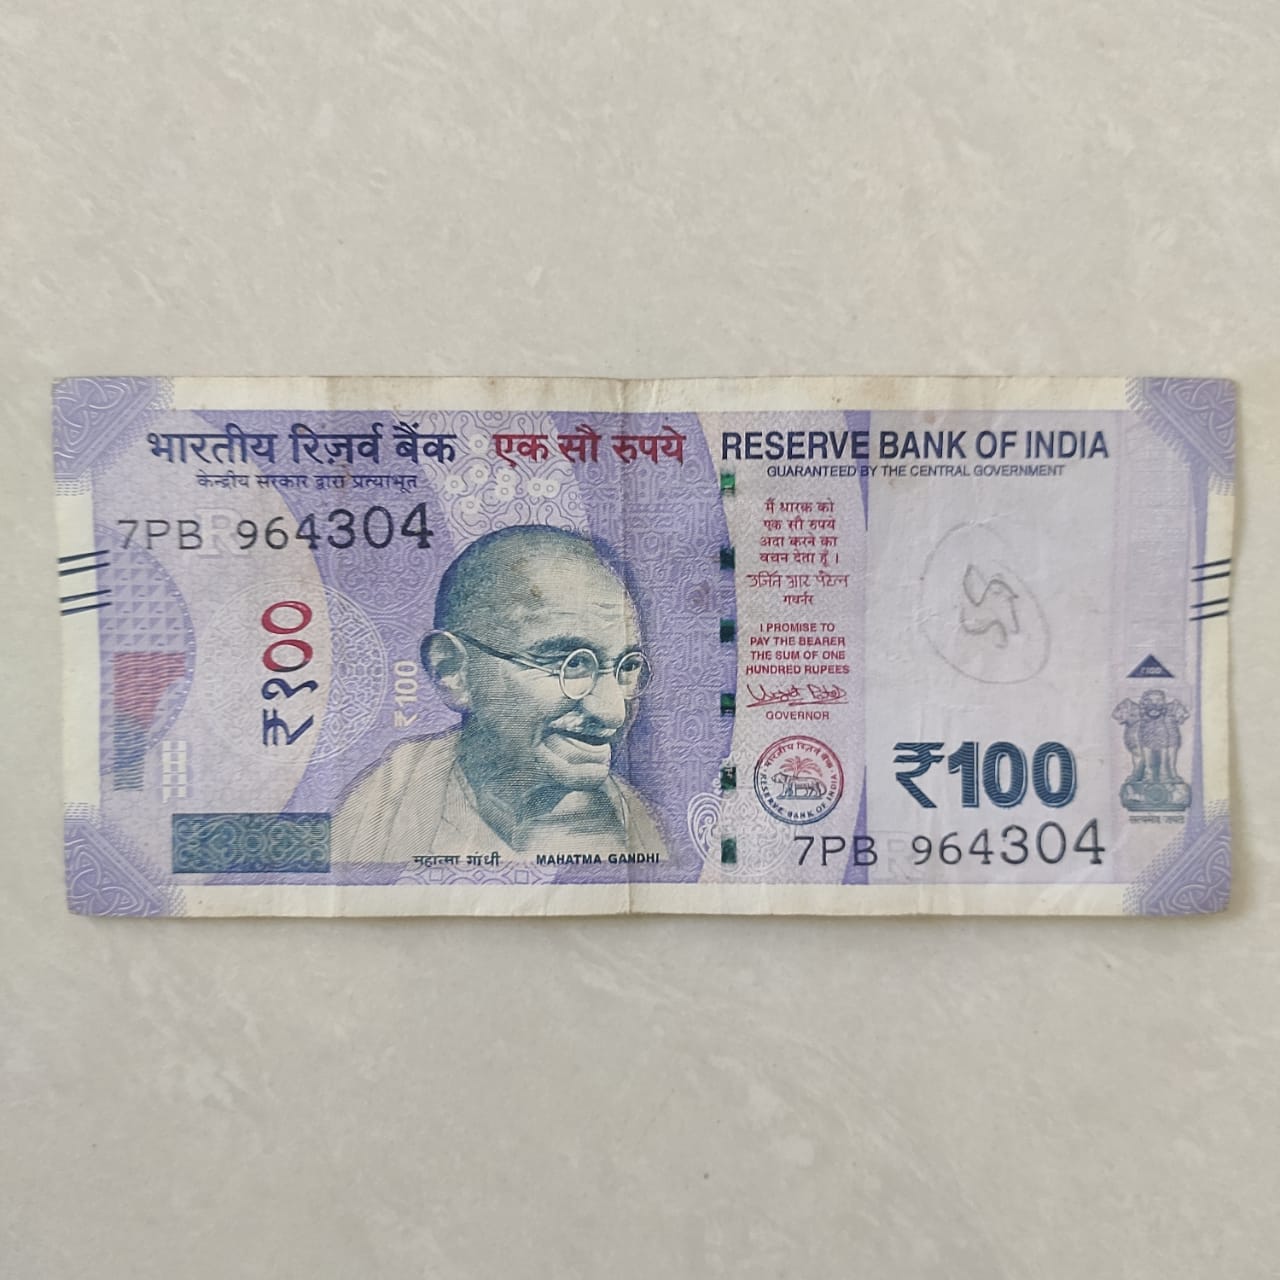 भारतीय रिज़र्व बैंक एक सौ रुपये RESERVE BANK OF INDIA
केन्द्रीय सरकार द्वारा प्रत्याभूत GUARANTEED BY THE CENTRAL GOVERNMENT
7PB R 964304
मैं धारक को
एक सौ रुपये
अदा करने का
वचन देता हूँ ।
उर्जित आर पटेल
गवर्नर
I PROMISE TO
PAY THE BEARER
THE SUM OF ONE
HUNDRED RUPEES
Urjit Patel
GOVERNOR
₹१००
₹100
भारतीय रिज़र्व बैंक
RESERVE BANK OF INDIA
₹100
सत्यमेव जयते
7PB R 964304
महात्मा गांधी MAHATMA GANDHI